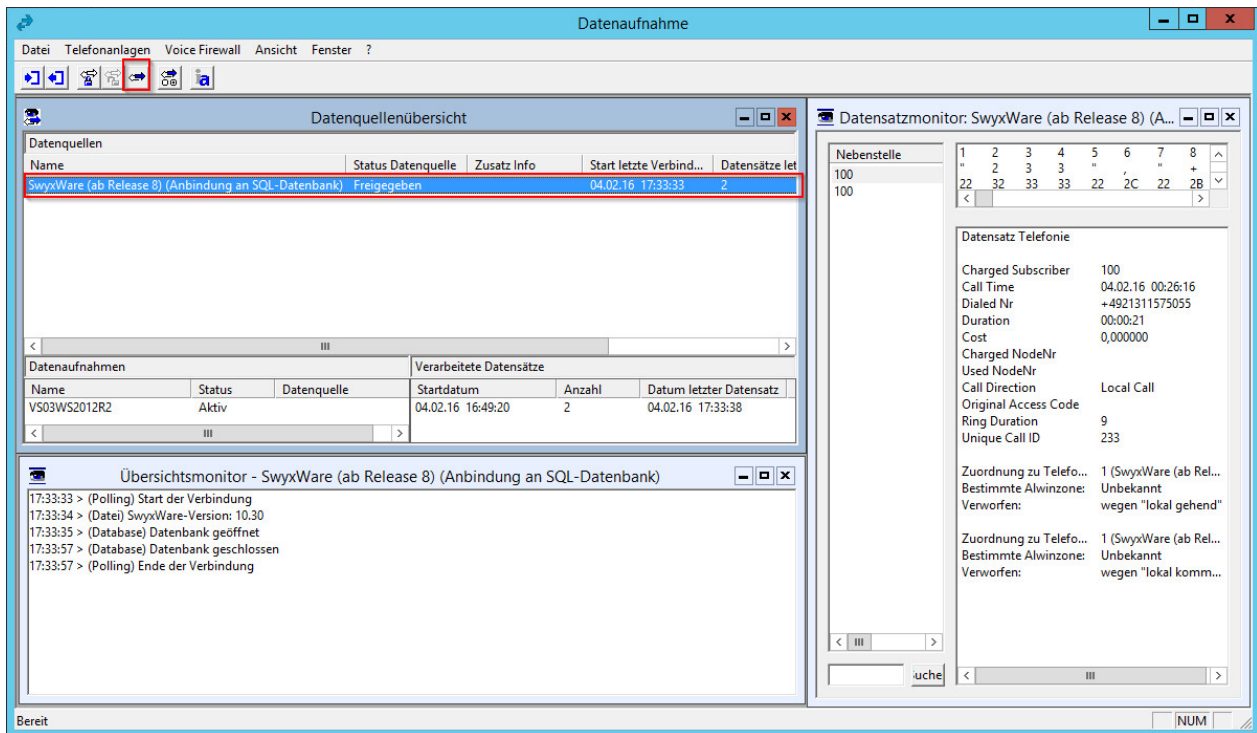 Datenaufnahme
Datei Telefonanlagen Voice Firewall Ansicht Fenster ?
Datenquellenübersicht
Datenquellen
Name Status Datenquelle Zusatz Info Start letzte Verbind... Datensätze let
SwyxWare (ab Release 8) (Anbindung an SQL-Datenbank) Freigegeben 04.02.16 17:33:33 2
Datenaufnahmen Verarbeitete Datensätze
Name Status Datenquelle Startdatum Anzahl Datum letzter Datensatz
VS03WS2012R2 Aktiv 04.02.16 16:49:20 2 04.02.16 17:33:38
Übersichtsmonitor - SwyxWare (ab Release 8) (Anbindung an SQL-Datenbank)
17:33:33 > (Polling) Start der Verbindung
17:33:34 > (Datei) SwyxWare-Version: 10.30
17:33:35 > (Database) Datenbank geöffnet
17:33:57 > (Database) Datenbank geschlossen
17:33:57 > (Polling) Ende der Verbindung
Datensatzmonitor: SwyxWare (ab Release 8) (A...
Nebenstelle
100
100
uche
1 2 3 4 5 6 7 8
" 2 3 3 " , " +
22 32 33 33 22 2C 22 2B
Datensatz Telefonie
Charged Subscriber 100
Call Time 04.02.16 00:26:16
Dialed Nr +4921311575055
Duration 00:00:21
Cost 0,000000
Charged NodeNr
Used NodeNr
Call Direction Local Call
Original Access Code
Ring Duration 9
Unique Call ID 233
Zuordnung zu Telefo... 1 (SwyxWare (ab Rel...
Bestimmte Alwinzone: Unbekannt
Verworfen: wegen "lokal gehend"
Zuordnung zu Telefo... 1 (SwyxWare (ab Rel...
Bestimmte Alwinzone: Unbekannt
Verworfen: wegen "lokal komm...
Bereit NUM